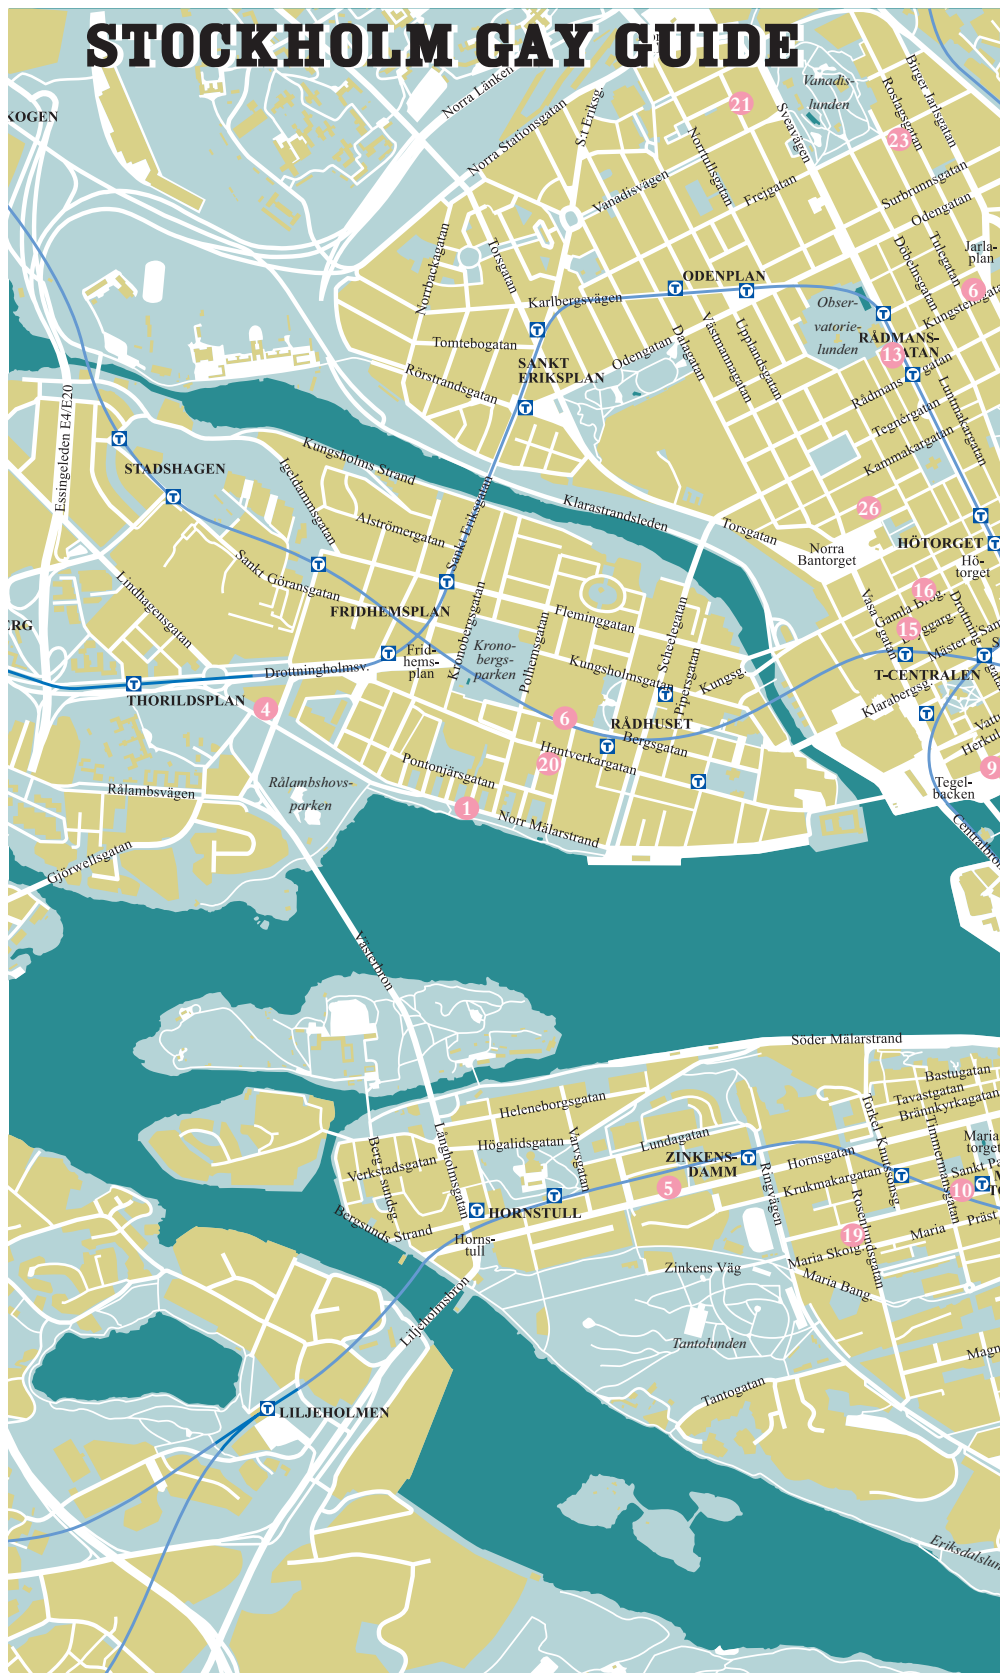 STOCKHOLM GAY GUIDE
KOGEN
Norra Länken
Norra Stationsgatan
S:t Eriksg.
21
Sveavägen
Vanadis-
lunden
Roslagsgatan
Birger Jarlsgatan
23
Norrtullsgatan
Vanadisvägen
Frejgatan
Surbrunnsgatan
Odengatan
Norrbackagatan
Torsgatan
Döbelnsgatan
Tulegatan
Jarla-
plan
6
Karlbergsvägen
ODENPLAN
Obser-
vatorie-
lunden
RÅDMANS-
13
Tomtebogatan
SANKT
ERIKSPLAN
Odengatan
Dalagatan
Västmannagatan
Upplandsgatan
Rörstrandsgatan
Tegnérgatan
Luntmakargatan
Kammakargatan
Essingeleden E4/E20
STADSHAGEN
Igeldammsgatan
Kungsholms Strand
Klarastrandsleden
Torsgatan
26
Alströmergatan
Sankt Eriksgatan
Norra
Bantorget
HÖTORGET
Hö-
torget
Sankt Göransgatan
Lindhagensgatan
FRIDHEMSPLAN
Kronobergsgatan
Fleminggatan
Scheelegatan
Vasagatan
16
15
Mäster
ERG
Frid-
hems-
plan
Krono-
bergs-
parken
Polhemsgatan
Kungsholmsgatan
Pipersgatan
Kungsg.
Drottningholmsv.
THORILDSPLAN
4
T-CENTRALEN
Klarabergsg.
6
RÅDHUSET
Bergsgatan
Hantverkargatan
20
Pontonjärsgatan
9
Rålambsvägen
Rålambshovs-
parken
1
Norr Mälarstrand
Tegel-
backen
Gjörwellsgatan
Västerbron
Söder Mälarstrand
Bastugatan
Tavastgatan
Brännkyrkagatan
Heleneborgsgatan
Torkel Knutssonsg.
Timmermansgatan
Högalidsgatan
Varvsgatan
Lundagatan
ZINKENS-
DAMM
Hornsgatan
Maria
torget
Verkstadsgatan
Långholmsgatan
5
Ringvägen
Krukmakargatan
10
HORNSTULL
Bergsunds Strand
Horns-
tull
Rosenlundsgatan
19
Maria
Präst
Zinkens Väg
Maria Skolg.
Maria Bang.
Liljeholmsbron
Tantolunden
Magn
Tantogatan
LILJEHOLMEN
Eriksdalslun